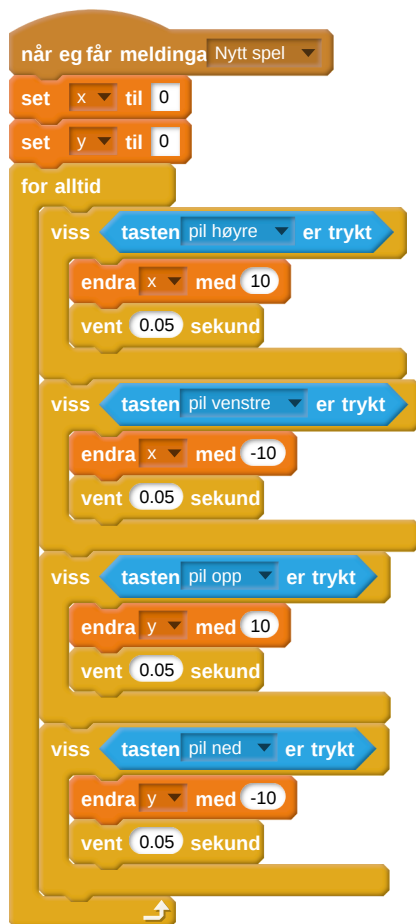 når eg får meldinga Nytt spel
set x til 0
set y til 0
for alltid
viss tasten pil høyre er trykt
endra x med 10
vent 0.05 sekund
viss tasten pil venstre er trykt
endra x med -10
vent 0.05 sekund
viss tasten pil opp er trykt
endra y med 10
vent 0.05 sekund
viss tasten pil ned er trykt
endra y med -10
vent 0.05 sekund